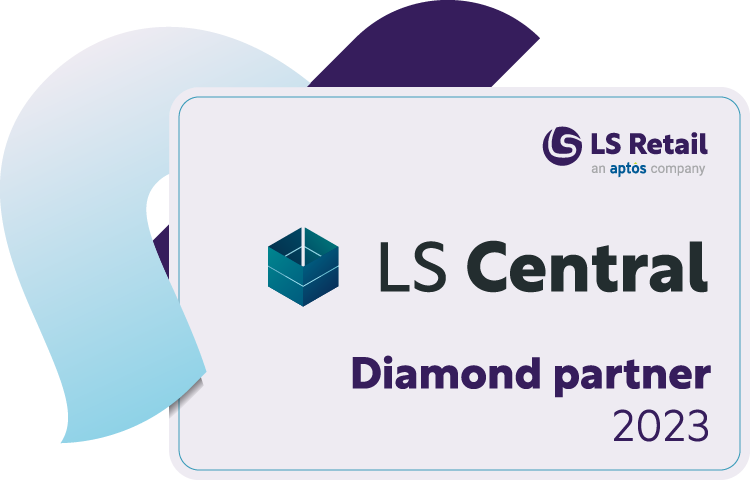 LS Retail
an aptos company
LS Central
Diamond partner
2023